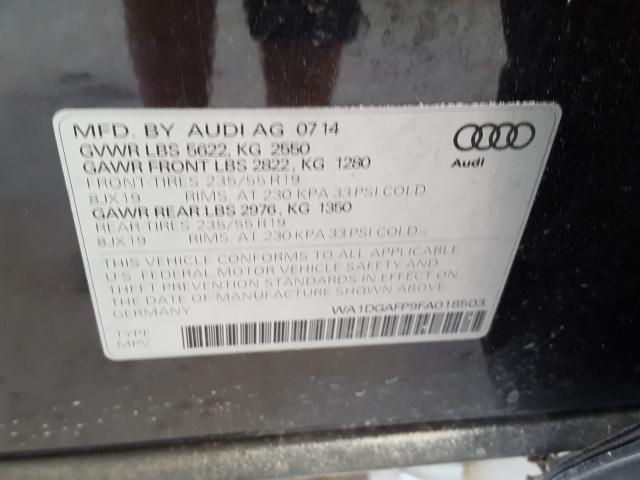 MFD. BY AUDI AG 07 14
GVWR LBS 5622, KG 2550
GAWR FRONT LBS 2822, KG 1280
FRONT-TIRES 235/55 R19
8JX19 RIMS, AT 230 KPA 33 PSI COLD
GAWR REAR LBS 2976, KG 1350
REAR-TIRES 235/55 R19
8JX19 RIMS, AT 230 KPA 33 PSI COLD
THIS VEHICLE CONFORMS TO ALL APPLICABLE
U.S. FEDERAL MOTOR VEHICLE SAFETY AND
THEFT PREVENTION STANDARDS IN EFFECT ON
THE DATE OF MANUFACTURE SHOWN ABOVE.
GERMANY
WA1DGAFP9FA018503
TYPE
MPV
Audi